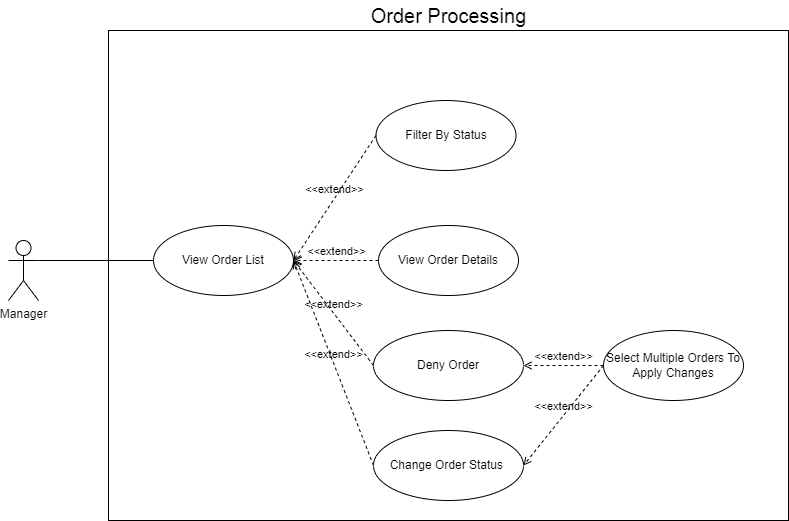 Order Processing
Filter By Status
<<extend>>
<<extend>>
View Order List
View Order Details
Manager
<<extend>>
<<extend>>
Deny Order
<<extend>>
Select Multiple Orders To
Apply Changes
<<extend>>
Change Order Status